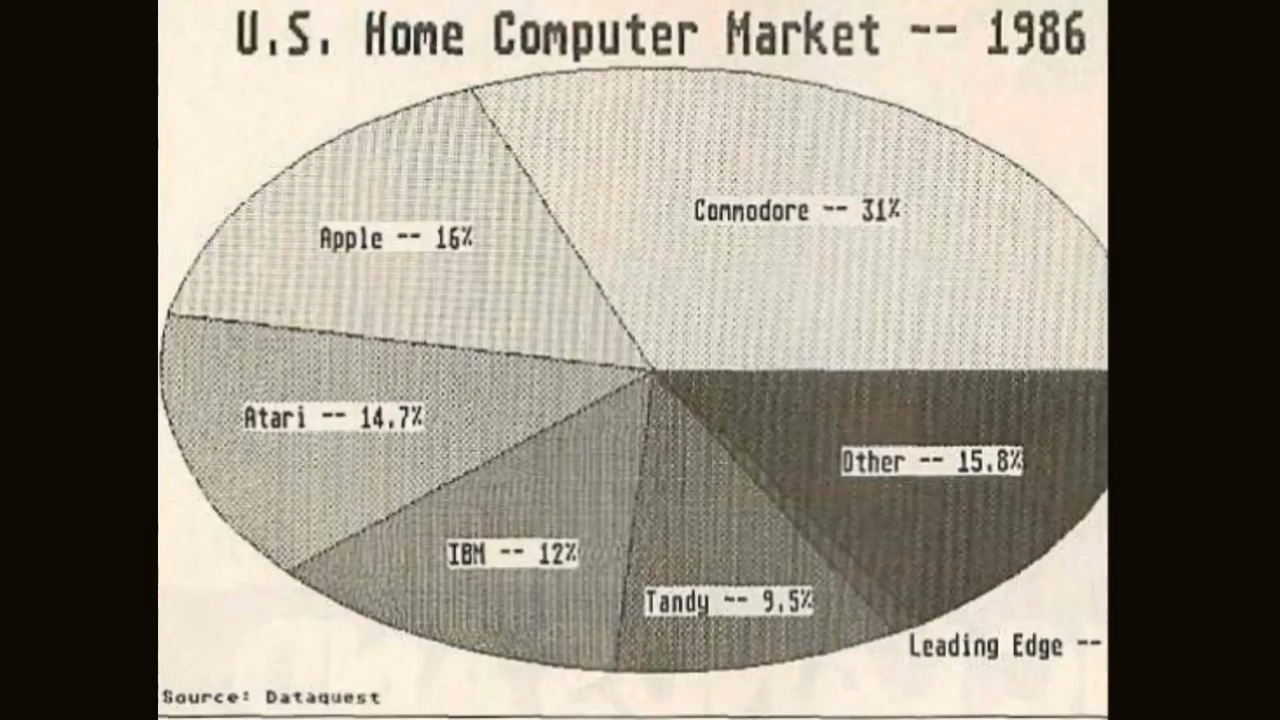 U.S. Home Computer Market -- 1986
Commodore -- 31%
Apple -- 16%
Atari -- 14.7%
Other -- 15.8%
IBM -- 12%
Tandy -- 9.5%
Leading Edge --
Source: Dataquest